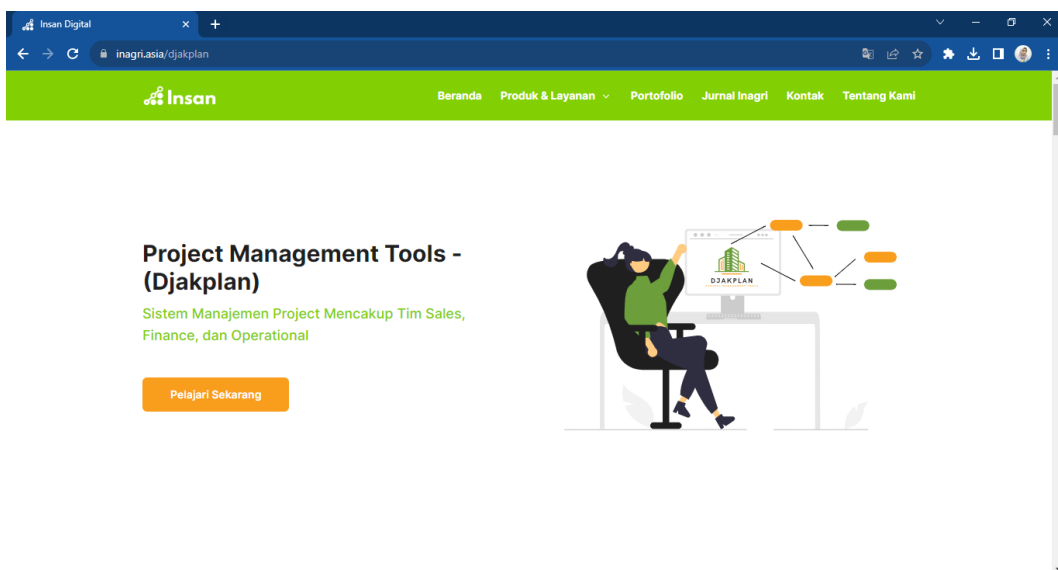 Insan Digital
inagri.asia/djakplan
Insan
Beranda Produk & Layanan Portofolio Jurnal Inagri Kontak Tentang Kami
Project Management Tools -
(Djakplan)
Sistem Manajemen Project Mencakup Tim Sales,
Finance, dan Operational
Pelajari Sekarang
DJAKPLAN